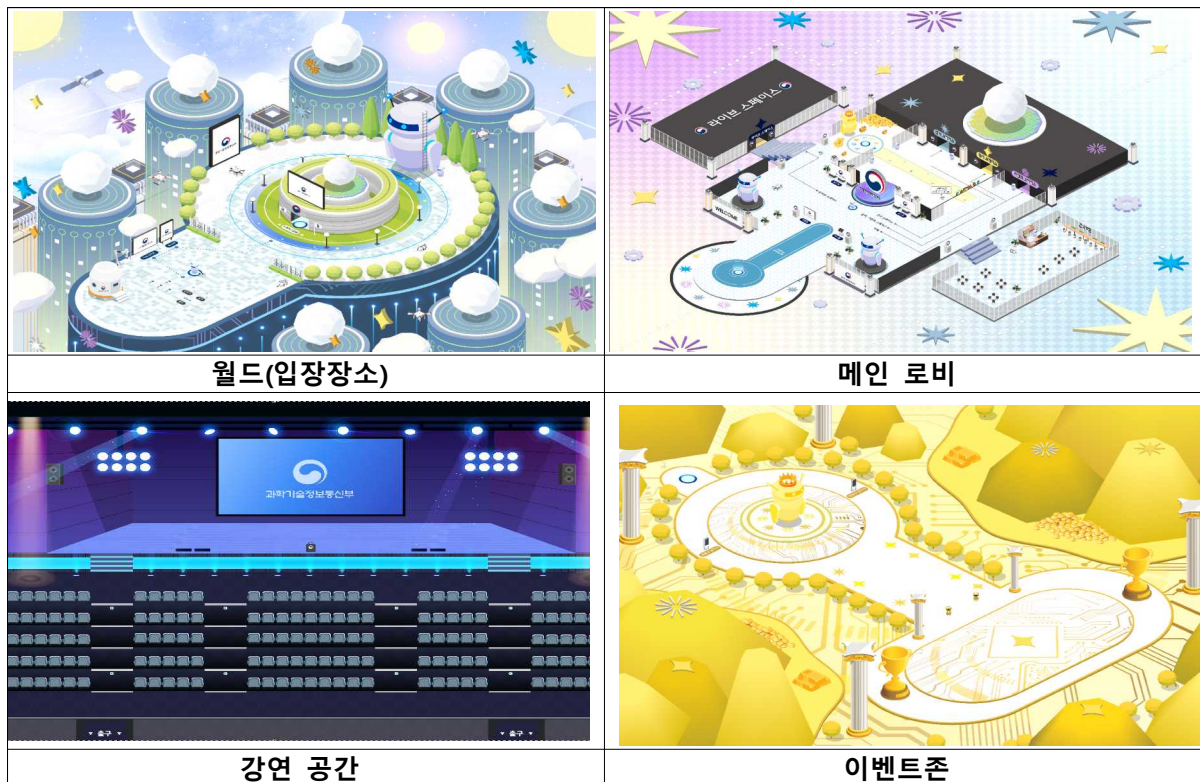 월드(입장장소)
라이브 스페이스
WELCOME
CAFE
메인 로비
과학기술정보통신부
▼ 출구 ▼
▼ 출구 ▼
강연 공간
이벤트존